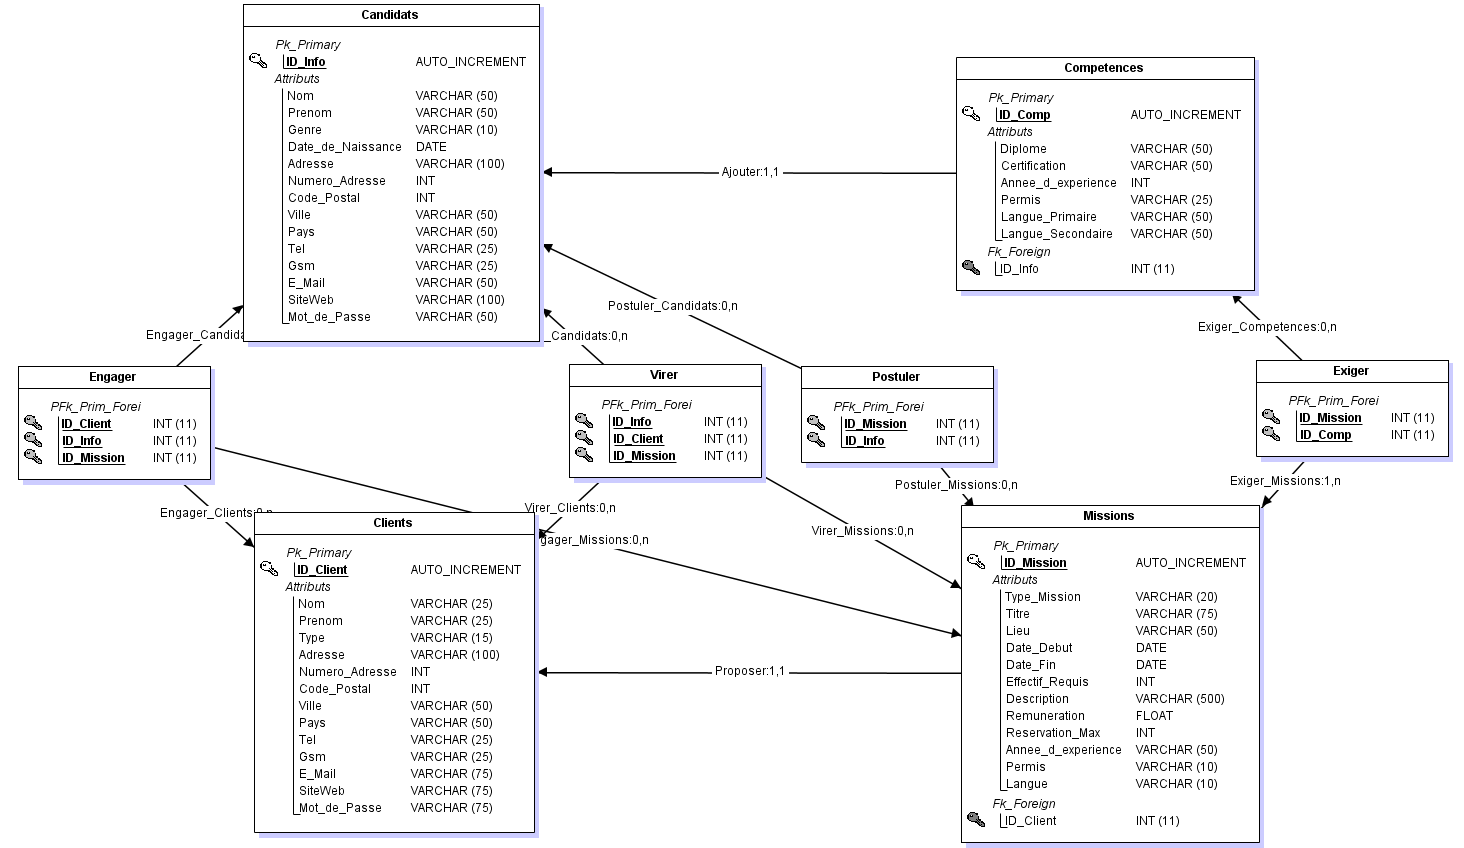 Candidats
Pk_Primary
ID_Info AUTO_INCREMENT
Attributs
Nom VARCHAR (50)
Prenom VARCHAR (50)
Genre VARCHAR (10)
Date_de_Naissance DATE
Adresse VARCHAR (100)
Numero_Adresse INT
Code_Postal INT
Ville VARCHAR (50)
Pays VARCHAR (50)
Tel VARCHAR (25)
Gsm VARCHAR (25)
E_Mail VARCHAR (50)
SiteWeb VARCHAR (100)
Mot_de_Passe VARCHAR (50)
Competences
Pk_Primary
ID_Comp AUTO_INCREMENT
Attributs
Diplome VARCHAR (50)
Certification VARCHAR (50)
Annee_d_experience INT
Permis VARCHAR (25)
Langue_Primaire VARCHAR (50)
Langue_Secondaire VARCHAR (50)
Fk_Foreign
ID_Info INT (11)
Ajouter:1,1
Postuler_Candidats:0,n
Exiger_Competences:0,n
Engager_Candida
_Candidats:0,n
Engager
PFk_Prim_Forei
ID_Client INT (11)
ID_Info INT (11)
ID_Mission INT (11)
Virer
PFk_Prim_Forei
ID_Info INT (11)
ID_Client INT (11)
ID_Mission INT (11)
Postuler
PFk_Prim_Forei
ID_Mission INT (11)
ID_Info INT (11)
Exiger
PFk_Prim_Forei
ID_Mission INT (11)
ID_Comp INT (11)
Engager_Clients:0,n
Virer_Clients:0,n
gager_Missions:0,n
Virer_Missions:0,n
Postuler_Missions:0,n
Exiger_Missions:1,n
Proposer:1,1
Clients
Pk_Primary
ID_Client AUTO_INCREMENT
Attributs
Nom VARCHAR (25)
Prenom VARCHAR (25)
Type VARCHAR (15)
Adresse VARCHAR (100)
Numero_Adresse INT
Code_Postal INT
Ville VARCHAR (50)
Pays VARCHAR (50)
Tel VARCHAR (25)
Gsm VARCHAR (25)
E_Mail VARCHAR (75)
SiteWeb VARCHAR (75)
Mot_de_Passe VARCHAR (75)
Missions
Pk_Primary
ID_Mission AUTO_INCREMENT
Attributs
Type_Mission VARCHAR (20)
Titre VARCHAR (75)
Lieu VARCHAR (50)
Date_Debut DATE
Date_Fin DATE
Effectif_Requis INT
Description VARCHAR (500)
Remuneration FLOAT
Reservation_Max INT
Annee_d_experience VARCHAR (50)
Permis VARCHAR (10)
Langue VARCHAR (10)
Fk_Foreign
ID_Client INT (11)